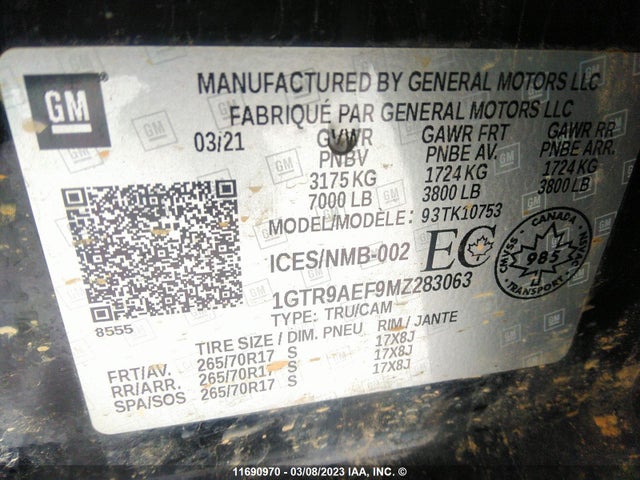 GM
MANUFACTURED BY GENERAL MOTORS LLC
FABRIQUÉ PAR GENERAL MOTORS LLC
03/21 GVWR GAWR FRT GAWR RR
PNBV PNBE AV. PNBE ARR.
3175 KG 1724 KG 1724 KG
7000 LB 3800 LB 3800 LB
MODEL/MODÈLE: 93TK10753
ICES/NMB-002 EC
CANADA
CMVSS 985 NSVAC
TRANSPORT
1GTR9AEF9MZ283063
TYPE: TRU/CAM
8555
TIRE SIZE / DIM. PNEU RIM / JANTE
FRT/AV. 265/70R17 S 17X8J
RR/ARR. 265/70R17 S 17X8J
SPA/SOS 265/70R17 S 17X8J
11690970 - 03/08/2023 IAA, INC. ©